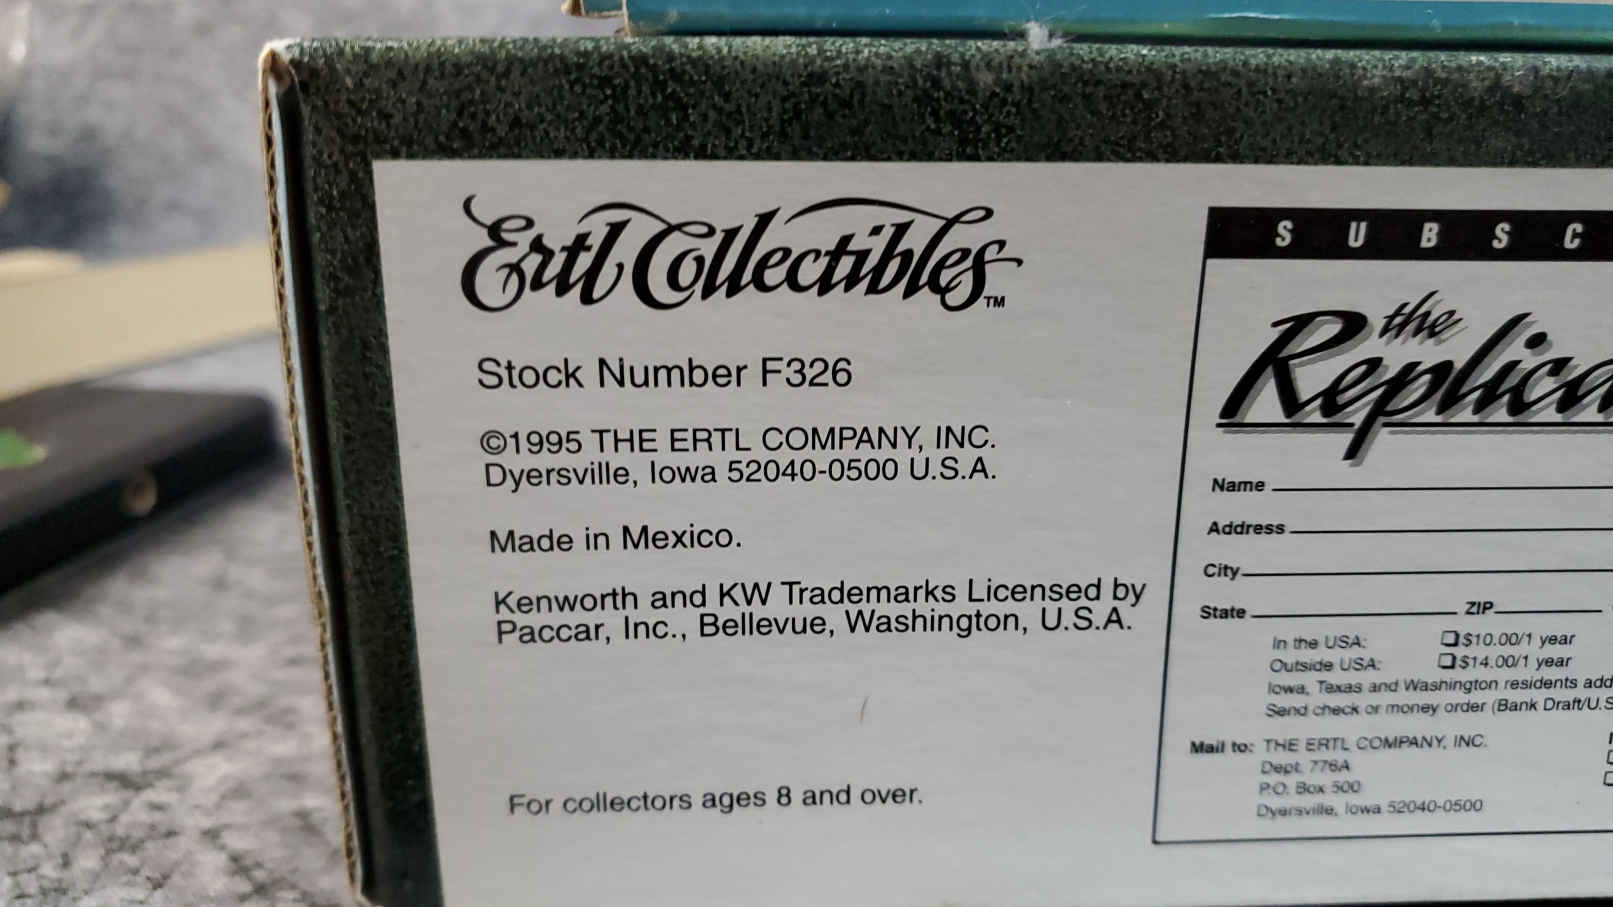 Ertl Collectibles™
Stock Number F326
©1995 THE ERTL COMPANY, INC.
Dyersville, Iowa 52040-0500 U.S.A.
Made in Mexico.
Kenworth and KW Trademarks Licensed by
Paccar, Inc., Bellevue, Washington, U.S.A.
For collectors ages 8 and over.
S U B S C
the
Replica
Name
Address
City
State ZIP
In the USA: $10.00/1 year
Outside USA: $14.00/1 year
Iowa, Texas and Washington residents add
Send check or money order (Bank Draft/U.S
Mail to: THE ERTL COMPANY, INC.
Dept. 776A
P.O. Box 500
Dyersville, Iowa 52040-0500